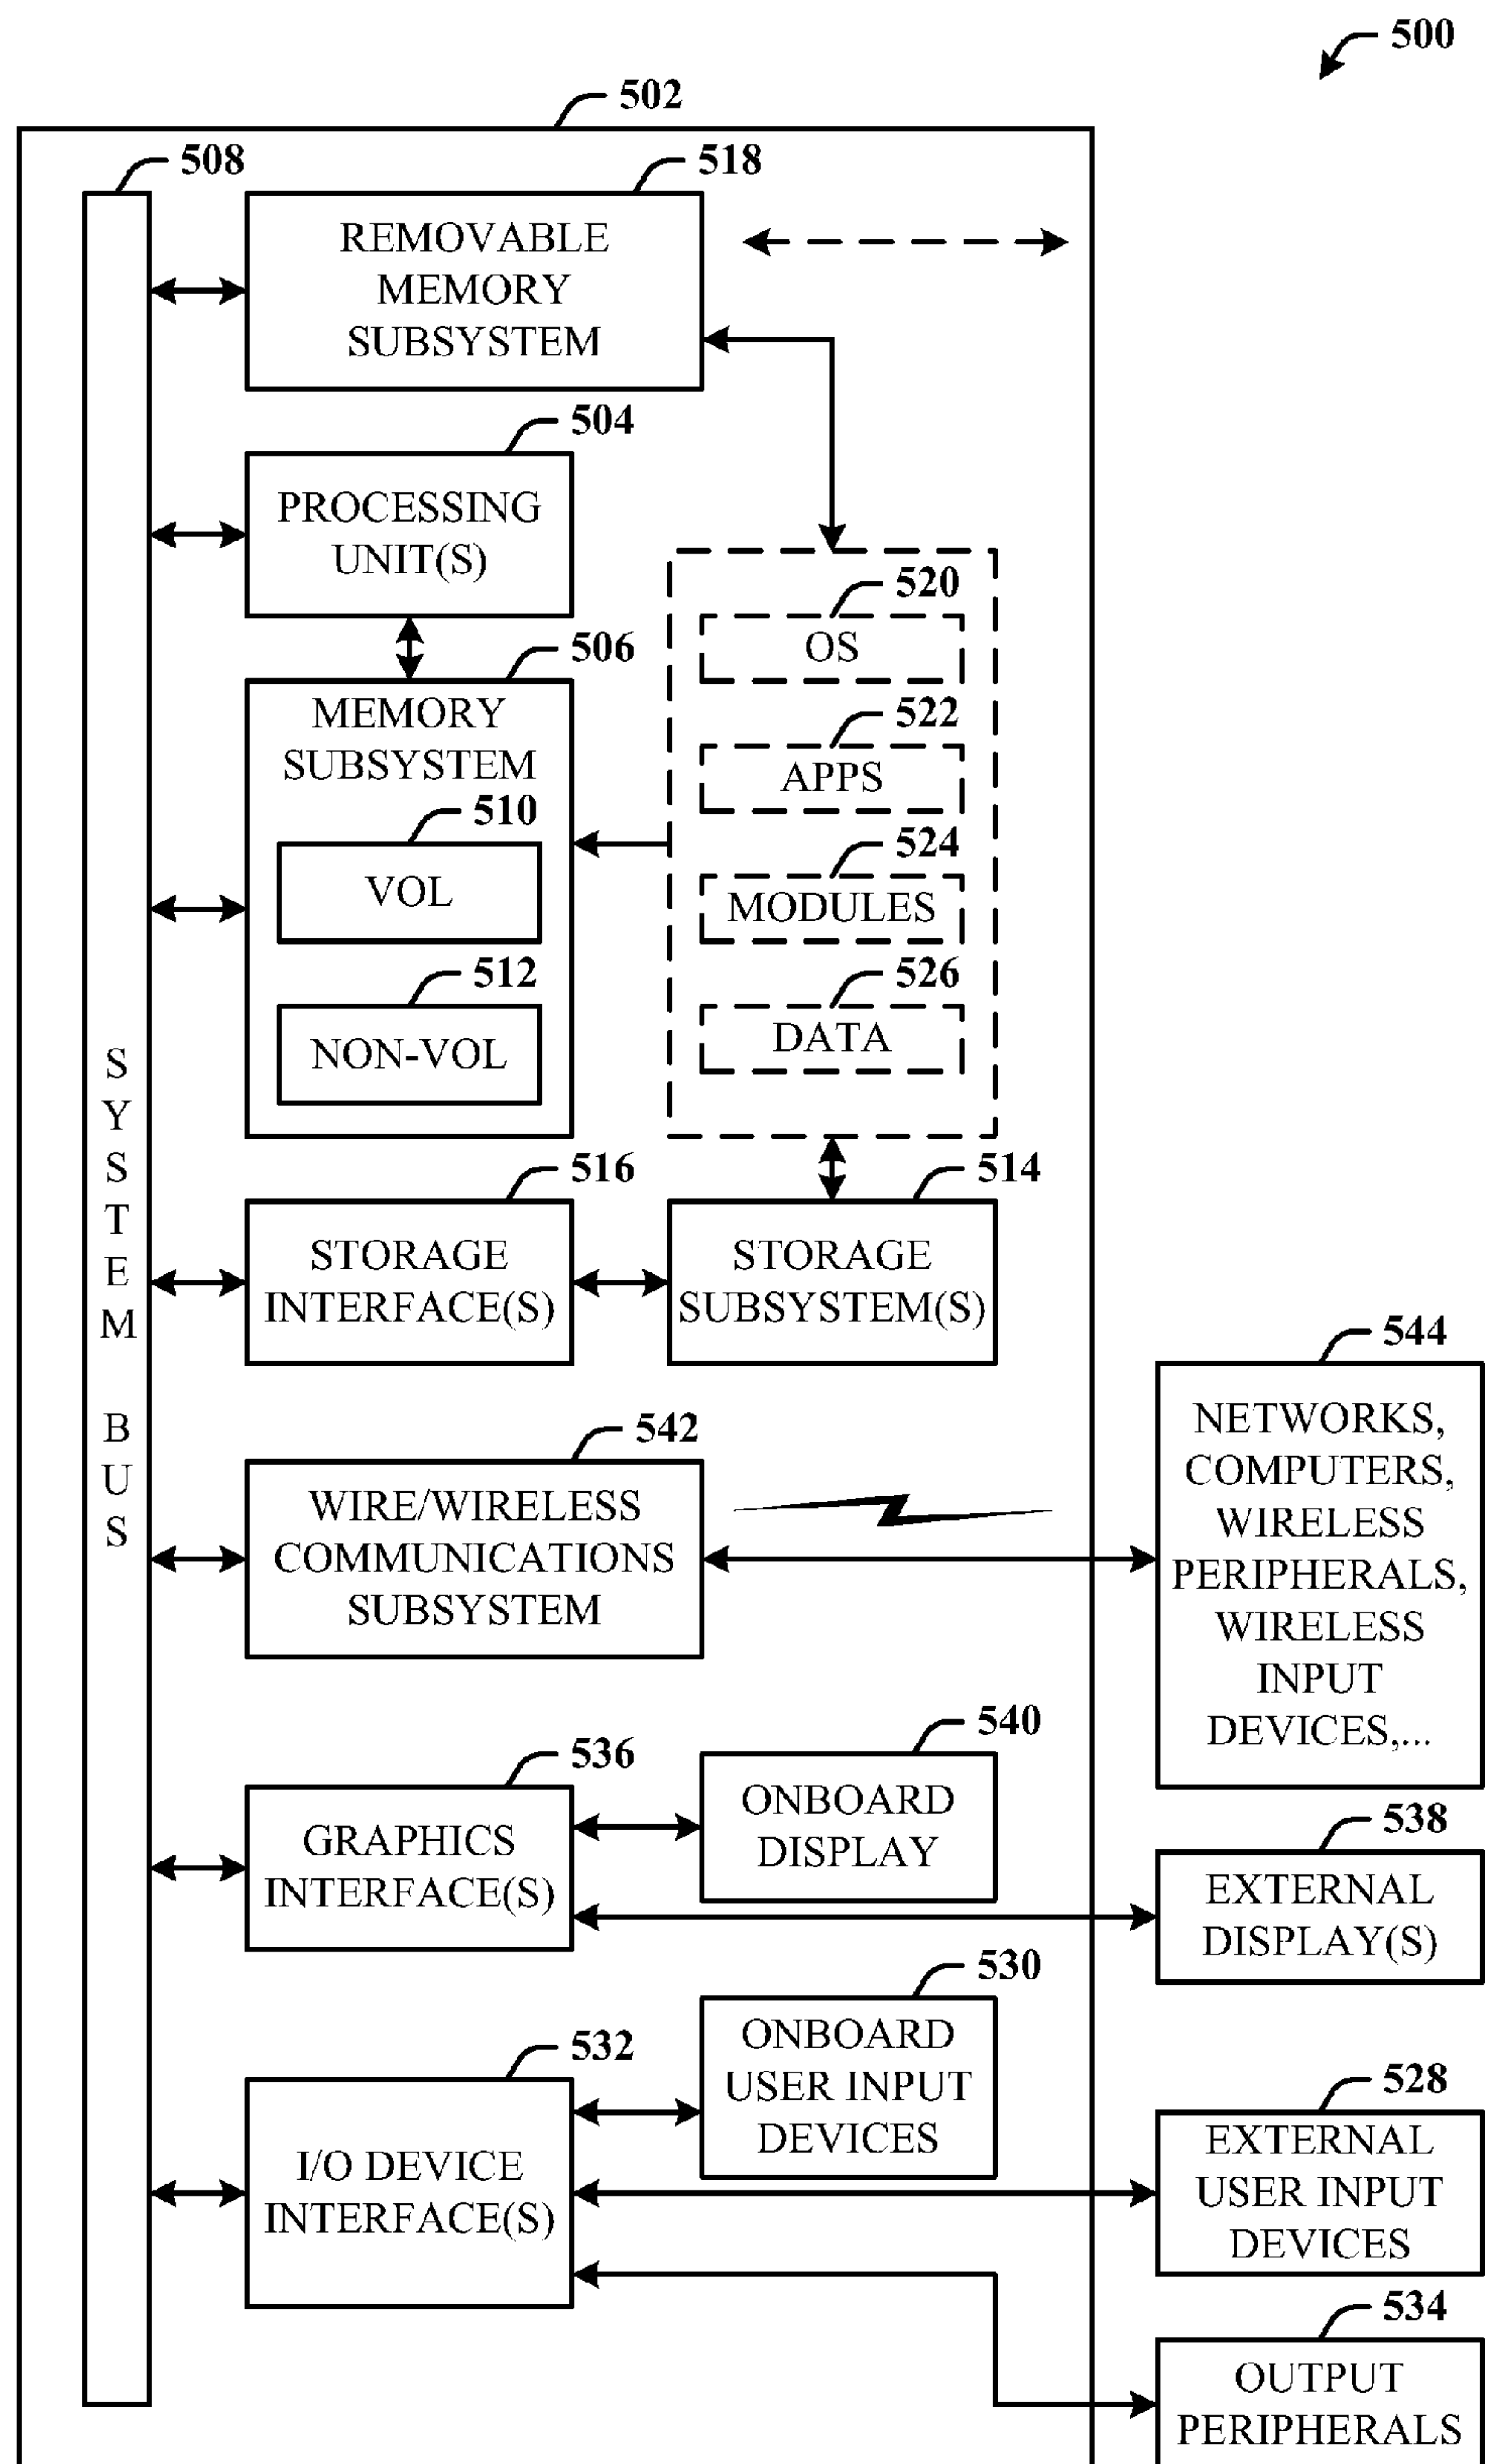 500
502
508
518
REMOVABLE
MEMORY
SUBSYSTEM
504
PROCESSING
UNIT(S)
506
MEMORY
SUBSYSTEM
510
VOL
512
NON-VOL
520
OS
522
APPS
524
MODULES
526
DATA
SYSTEM BUS
516
STORAGE
INTERFACE(S)
514
STORAGE
SUBSYSTEM(S)
542
WIRE/WIRELESS
COMMUNICATIONS
SUBSYSTEM
544
NETWORKS,
COMPUTERS,
WIRELESS
PERIPHERALS,
WIRELESS
INPUT
DEVICES,...
536
GRAPHICS
INTERFACE(S)
540
ONBOARD
DISPLAY
538
EXTERNAL
DISPLAY(S)
532
I/O DEVICE
INTERFACE(S)
530
ONBOARD
USER INPUT
DEVICES
528
EXTERNAL
USER INPUT
DEVICES
534
OUTPUT
PERIPHERALS